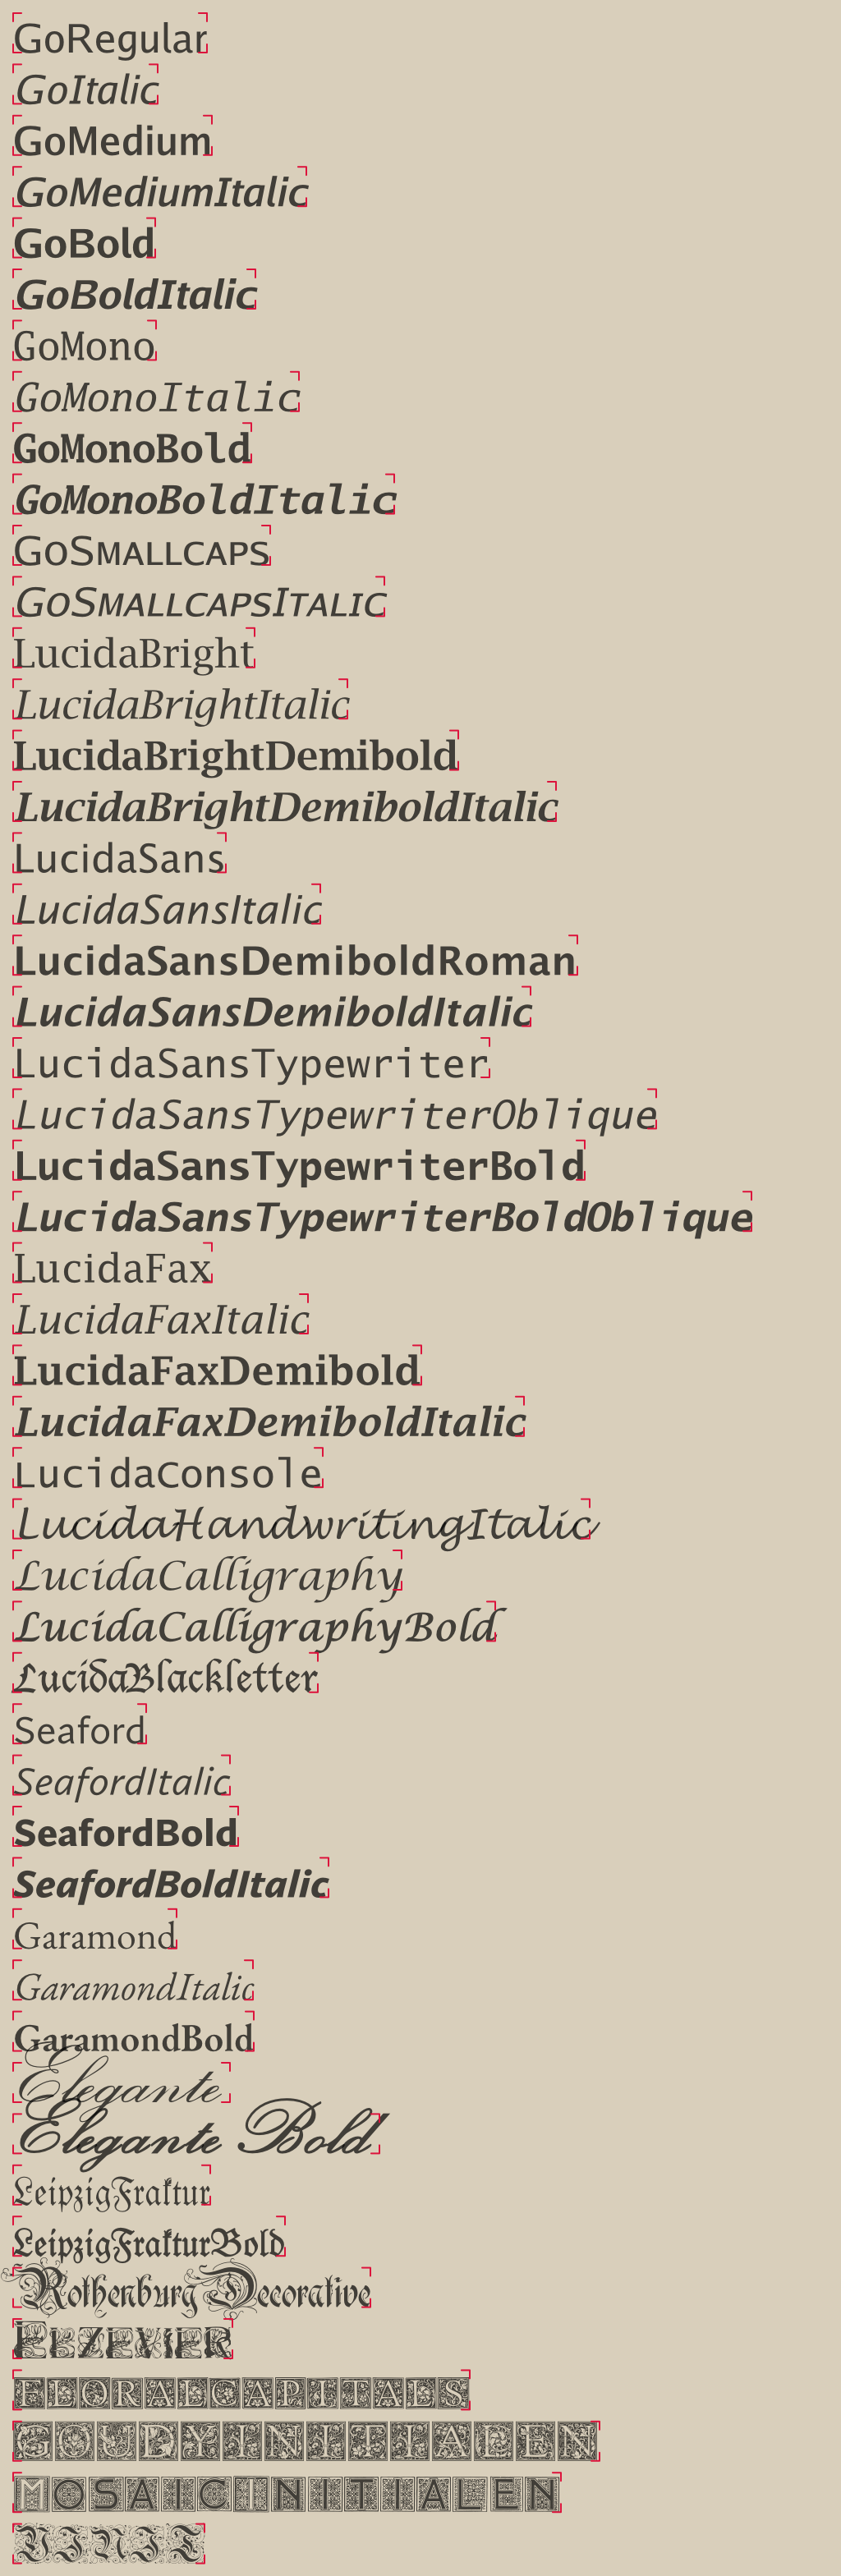 GoRegular
GoItalic
GoMedium
GoMediumItalic
GoBold
GoBoldItalic
GoMono
GoMonoItalic
GoMonoBold
GoMonoBoldItalic
GoSmallcaps
GoSmallcapsItalic
LucidaBright
LucidaBrightItalic
LucidaBrightDemibold
LucidaBrightDemiboldItalic
LucidaSans
LucidaSansItalic
LucidaSansDemiboldRoman
LucidaSansDemiboldItalic
LucidaSansTypewriter
LucidaSansTypewriterOblique
LucidaSansTypewriterBold
LucidaSansTypewriterBoldOblique
LucidaFax
LucidaFaxItalic
LucidaFaxDemibold
LucidaFaxDemiboldItalic
LucidaConsole
LucidaHandwritingItalic
LucidaCalligraphy
LucidaCalligraphyBold
LucidaBlackletter
Seaford
SeafordItalic
SeafordBold
SeafordBoldItalic
Garamond
GaramondItalic
GaramondBold
Elegante
Elegante Bold
LeipzigFraktur
LeipzigFrakturBold
RothenburgDecorative
ELZEVIER
FLORALCAPITALS
GOUDYINITIALEN
MOSAICINITIALEN